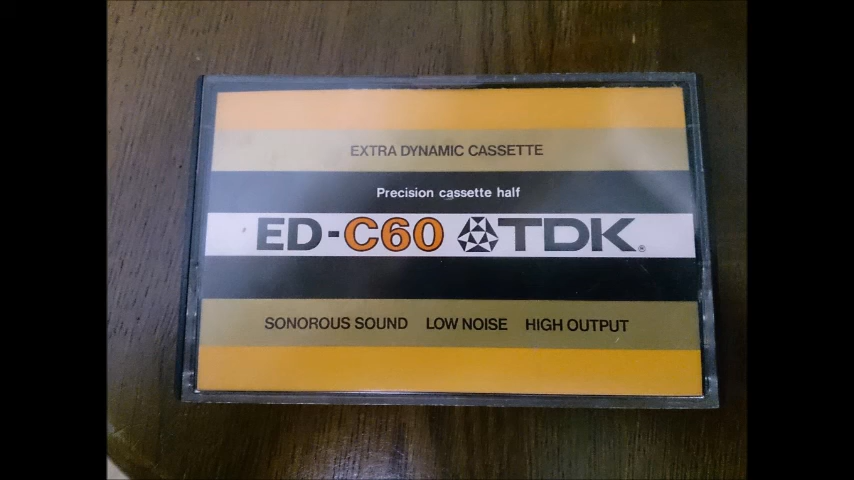 EXTRA DYNAMIC CASSETTE
Precision cassette half
ED-C60 TDK®
SONOROUS SOUND LOW NOISE HIGH OUTPUT